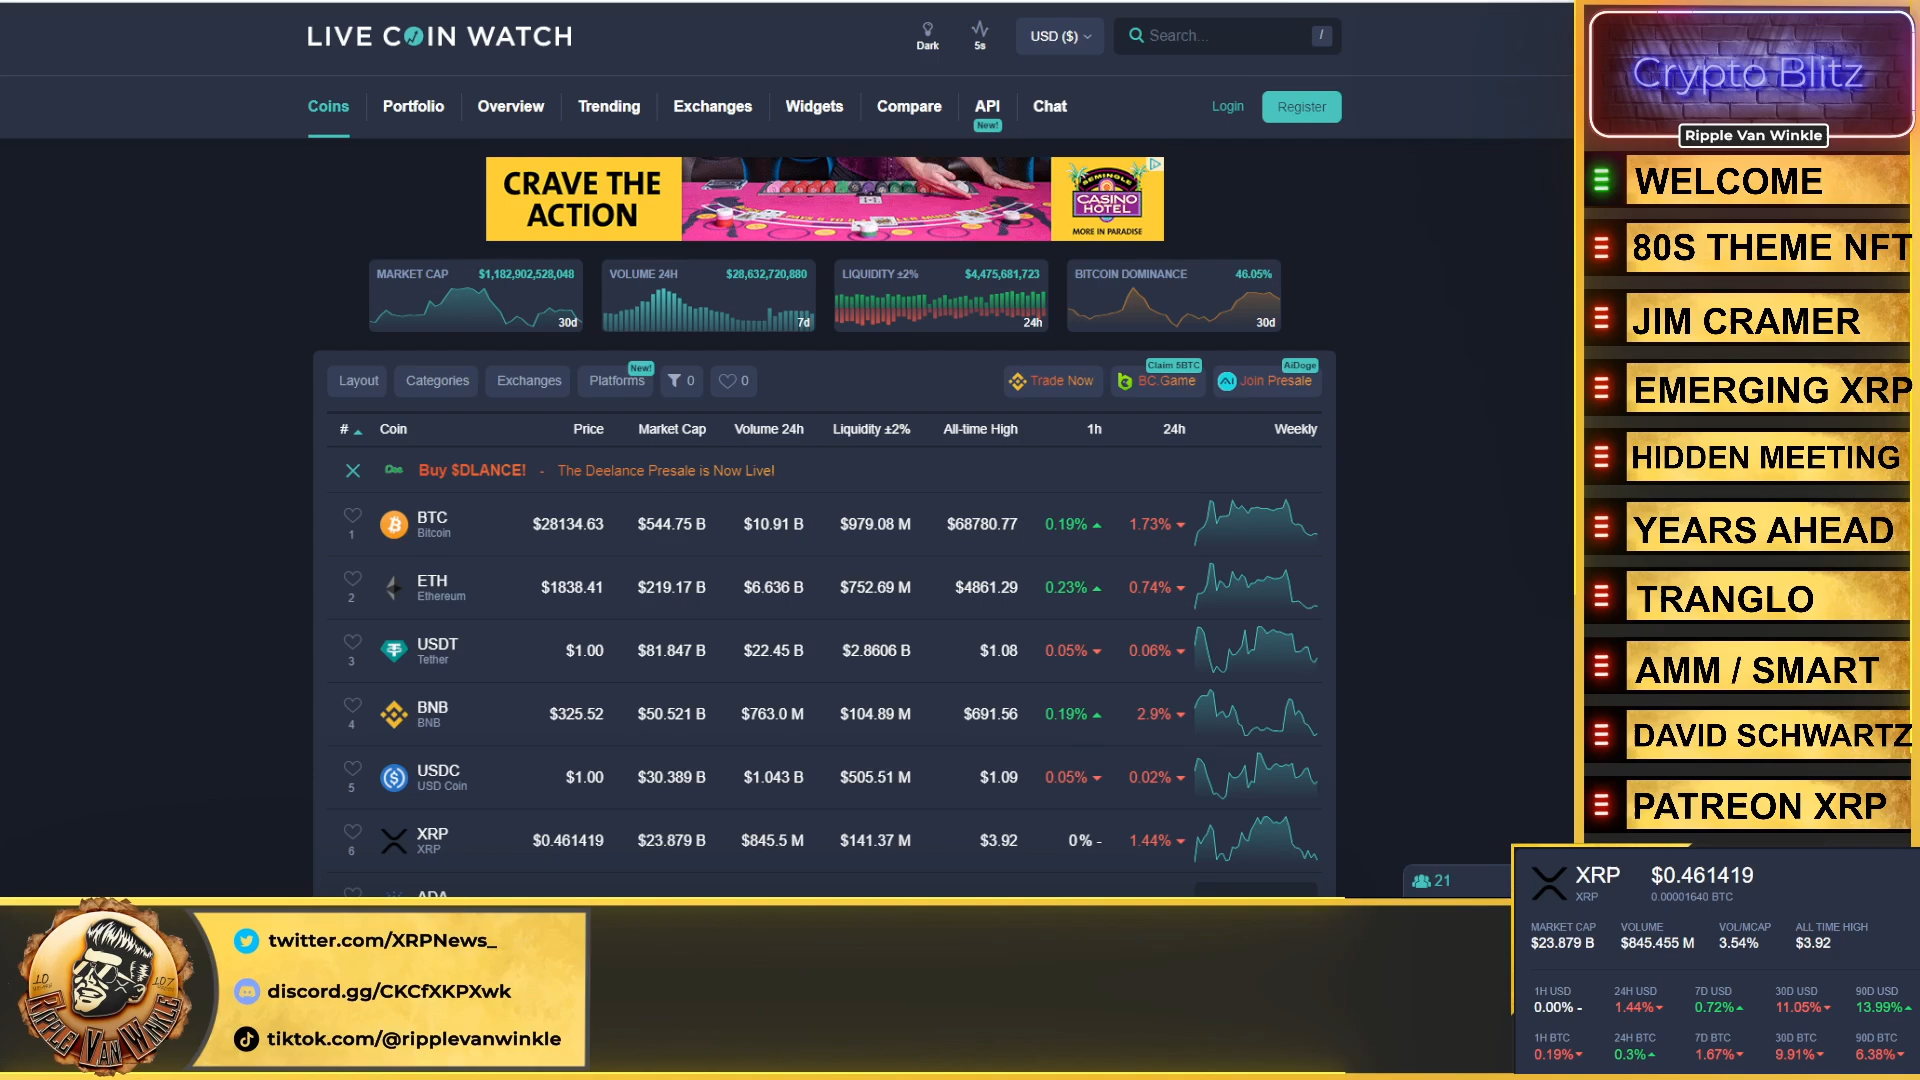 LIVE COIN WATCH
Dark
5s
USD ($)
Search...
/
Coins
Portfolio
Overview
Trending
Exchanges
Widgets
Compare
API
New!
Chat
Login
Register
CRAVE THE
ACTION
SEMINOLE
CASINO
HOTEL
MORE IN PARADISE
MARKET CAP $1,182,902,528,048
30d
VOLUME 24H $28,632,720,880
7d
LIQUIDITY ±2% $4,475,681,723
24h
BITCOIN DOMINANCE 46.05%
30d
Layout
Categories
Exchanges
Platforms
New!
0
0
Trade Now
Claim 5BTC
BC.Game
AiDoge
Join Presale
# Coin Price Market Cap Volume 24h Liquidity ±2% All-time High 1h 24h Weekly
Buy $DLANCE! - The Deelance Presale is Now Live!
1 BTC Bitcoin $28134.63 $544.75 B $10.91 B $979.08 M $68780.77 0.19% 1.73%
2 ETH Ethereum $1838.41 $219.17 B $6.636 B $752.69 M $4861.29 0.23% 0.74%
3 USDT Tether $1.00 $81.847 B $22.45 B $2.8606 B $1.08 0.05% 0.06%
4 BNB BNB $325.52 $50.521 B $763.0 M $104.89 M $691.56 0.19% 2.9%
5 USDC USD Coin $1.00 $30.389 B $1.043 B $505.51 M $1.09 0.05% 0.02%
6 XRP XRP $0.461419 $23.879 B $845.5 M $141.37 M $3.92 0% - 1.44%
ADA
21
Crypto Blitz
Ripple Van Winkle
WELCOME
80S THEME NFT
JIM CRAMER
EMERGING XRP
HIDDEN MEETING
YEARS AHEAD
TRANGLO
AMM / SMART
DAVID SCHWARTZ
PATREON XRP
XRP $0.461419
XRP 0.00001640 BTC
MARKET CAP VOLUME VOL/MCAP ALL TIME HIGH
$23.879 B $845.455 M 3.54% $3.92
1H USD 24H USD 7D USD 30D USD 90D USD
0.00% - 1.44% 0.72% 11.05% 13.99%
1H BTC 24H BTC 7D BTC 30D BTC 90D BTC
0.19% 0.3% 1.67% 9.91% 6.38%
10
107
RIPPLE VAN WINKLE
twitter.com/XRPNews_
discord.gg/CKCfXKPXwk
tiktok.com/@ripplevanwinkle